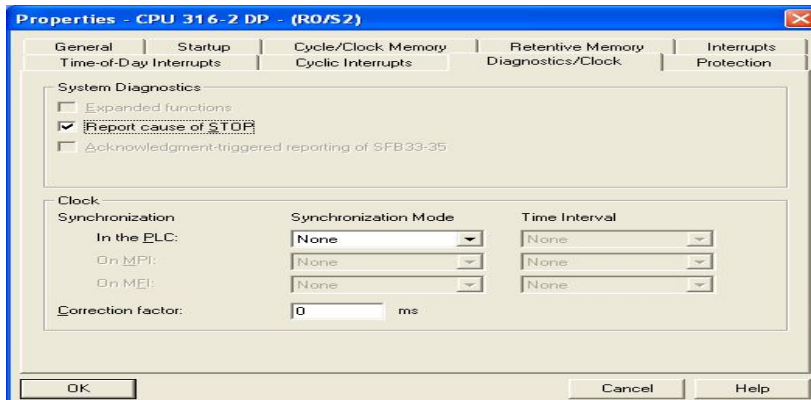 Properties - CPU 316-2 DP - (R0/S2)
General Startup Cycle/Clock Memory Retentive Memory Interrupts
Time-of-Day Interrupts Cyclic Interrupts Diagnostics/Clock Protection
System Diagnostics
Expanded functions
Report cause of STOP
Acknowledgment-triggered reporting of SFB33-35
Clock
Synchronization Synchronization Mode Time Interval
In the PLC: None None
On MPI: None None
On MFI: None None
Correction factor: 0 ms
OK Cancel Help